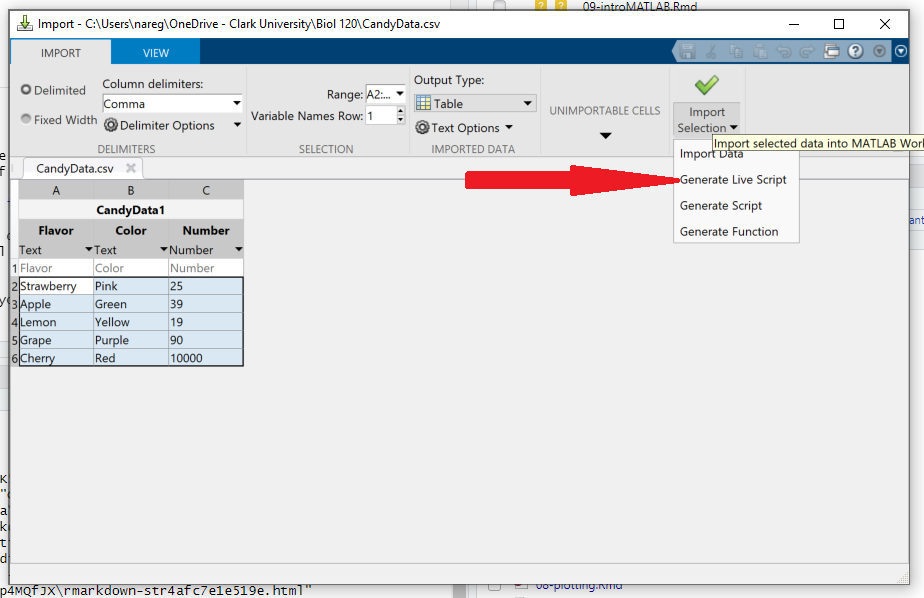 09-introMATLAB.Rmd
Import - C:\Users\nareg\OneDrive - Clark University\Biol 120\CandyData.csv
IMPORT VIEW
Delimited
Column delimiters:
Comma
Fixed Width
Delimiter Options
DELIMITERS
Range: A2:...
Variable Names Row: 1
SELECTION
Output Type:
Table
Text Options
IMPORTED DATA
UNIMPORTABLE CELLS
Import
Selection
Import selected data into MATLAB Work
Import Data
Generate Live Script
Generate Script
Generate Function
CandyData.csv
A B C
CandyData1
Flavor Color Number
Text Text Number
1 Flavor Color Number
2 Strawberry Pink 25
3 Apple Green 39
4 Lemon Yellow 19
5 Grape Purple 90
6 Cherry Red 10000
ant
p4MQfJX\rmarkdown-str4afc7e1e519e.html"
08-plotting.Rmd